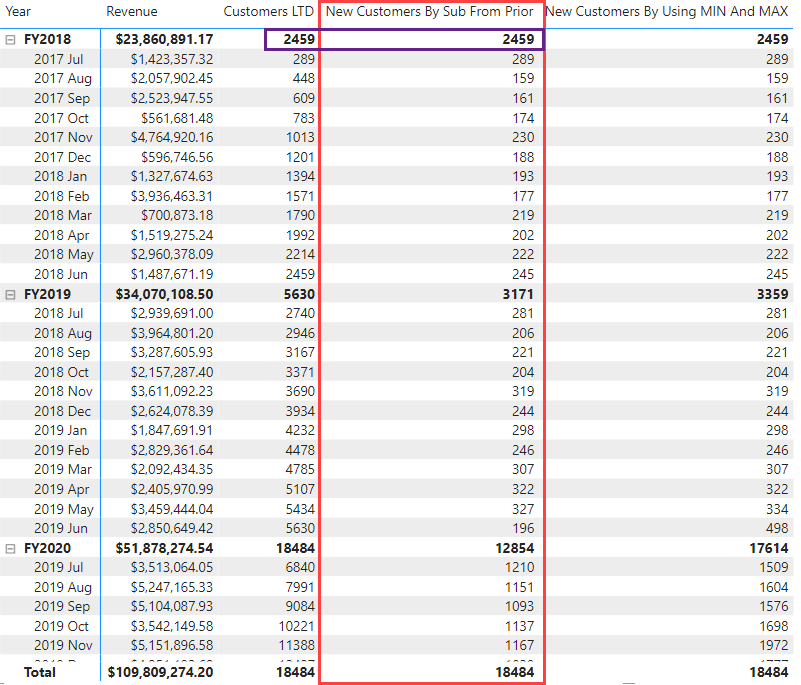 Year Revenue Customers LTD New Customers By Sub From Prior New Customers By Using MIN And MAX
FY2018 $23,860,891.17 2459 2459 2459
2017 Jul $1,423,357.32 289 289 289
2017 Aug $2,057,902.45 448 159 159
2017 Sep $2,523,947.55 609 161 161
2017 Oct $561,681.48 783 174 174
2017 Nov $4,764,920.16 1013 230 230
2017 Dec $596,746.56 1201 188 188
2018 Jan $1,327,674.63 1394 193 193
2018 Feb $3,936,463.31 1571 177 177
2018 Mar $700,873.18 1790 219 219
2018 Apr $1,519,275.24 1992 202 202
2018 May $2,960,378.09 2214 222 222
2018 Jun $1,487,671.19 2459 245 245
FY2019 $34,070,108.50 5630 3171 3359
2018 Jul $2,939,691.00 2740 281 281
2018 Aug $3,964,801.20 2946 206 206
2018 Sep $3,287,605.93 3167 221 221
2018 Oct $2,157,287.40 3371 204 204
2018 Nov $3,611,092.23 3690 319 319
2018 Dec $2,624,078.39 3934 244 244
2019 Jan $1,847,691.91 4232 298 298
2019 Feb $2,829,361.64 4478 246 246
2019 Mar $2,092,434.35 4785 307 307
2019 Apr $2,405,970.99 5107 322 322
2019 May $3,459,444.04 5434 327 334
2019 Jun $2,850,649.42 5630 196 498
FY2020 $51,878,274.54 18484 12854 17614
2019 Jul $3,513,064.05 6840 1210 1509
2019 Aug $5,247,165.33 7991 1151 1604
2019 Sep $5,104,087.93 9084 1093 1576
2019 Oct $3,542,149.58 10221 1137 1698
2019 Nov $5,151,896.58 11388 1167 1972
Total $109,809,274.20 18484 18484 18484